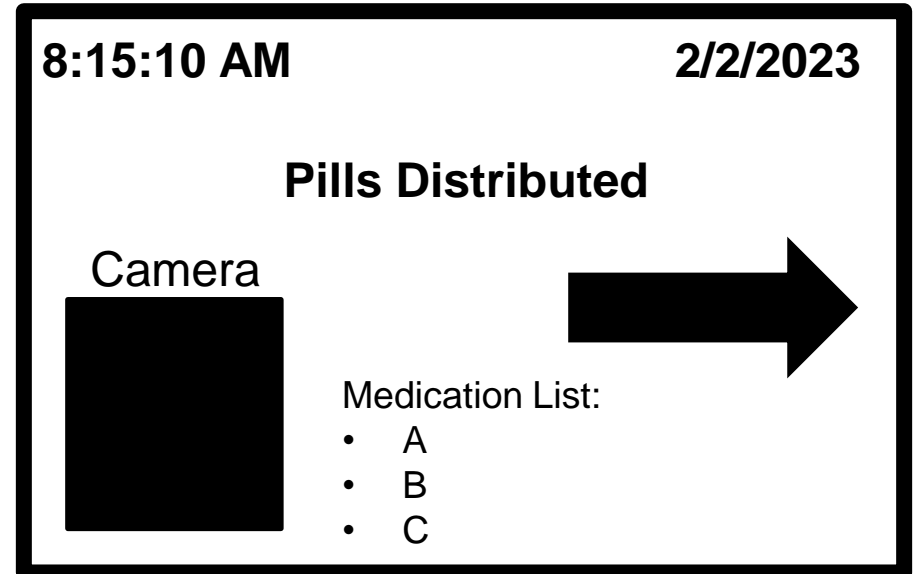 8:15:10 AM 2/2/2023
Pills Distributed
Camera
Medication List:
• A
• B
• C